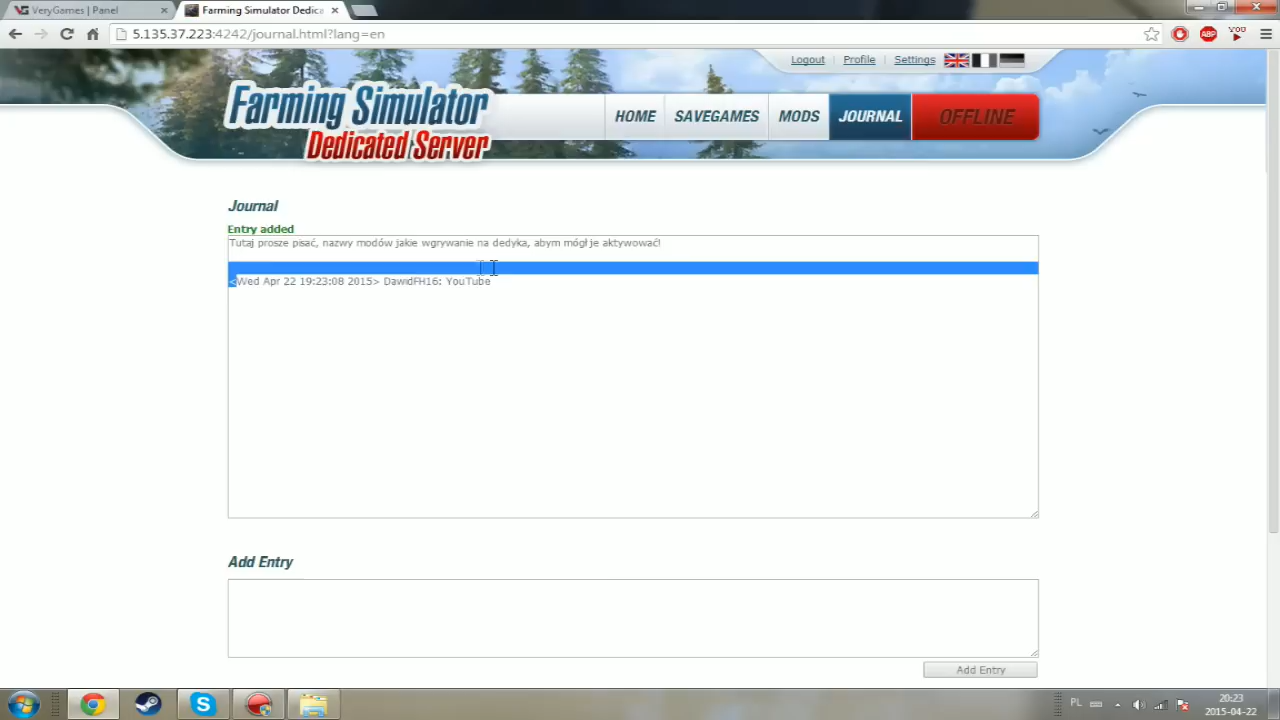 VeryGames | Panel
Farming Simulator Dedica
5.135.37.223:4242/journal.html?lang=en
ABP
YOU
Logout
Profile
Settings
Farming Simulator
Dedicated Server
HOME
SAVEGAMES
MODS
JOURNAL
OFFLINE
Journal
Entry added
Tutaj prosze pisać, nazwy modów jakie wgrywanie na dedyka, abym mógł je aktywować!
<Wed Apr 22 19:23:08 2015> DawidFH16: YouTube
Add Entry
Add Entry
PL
20:23
2015-04-22